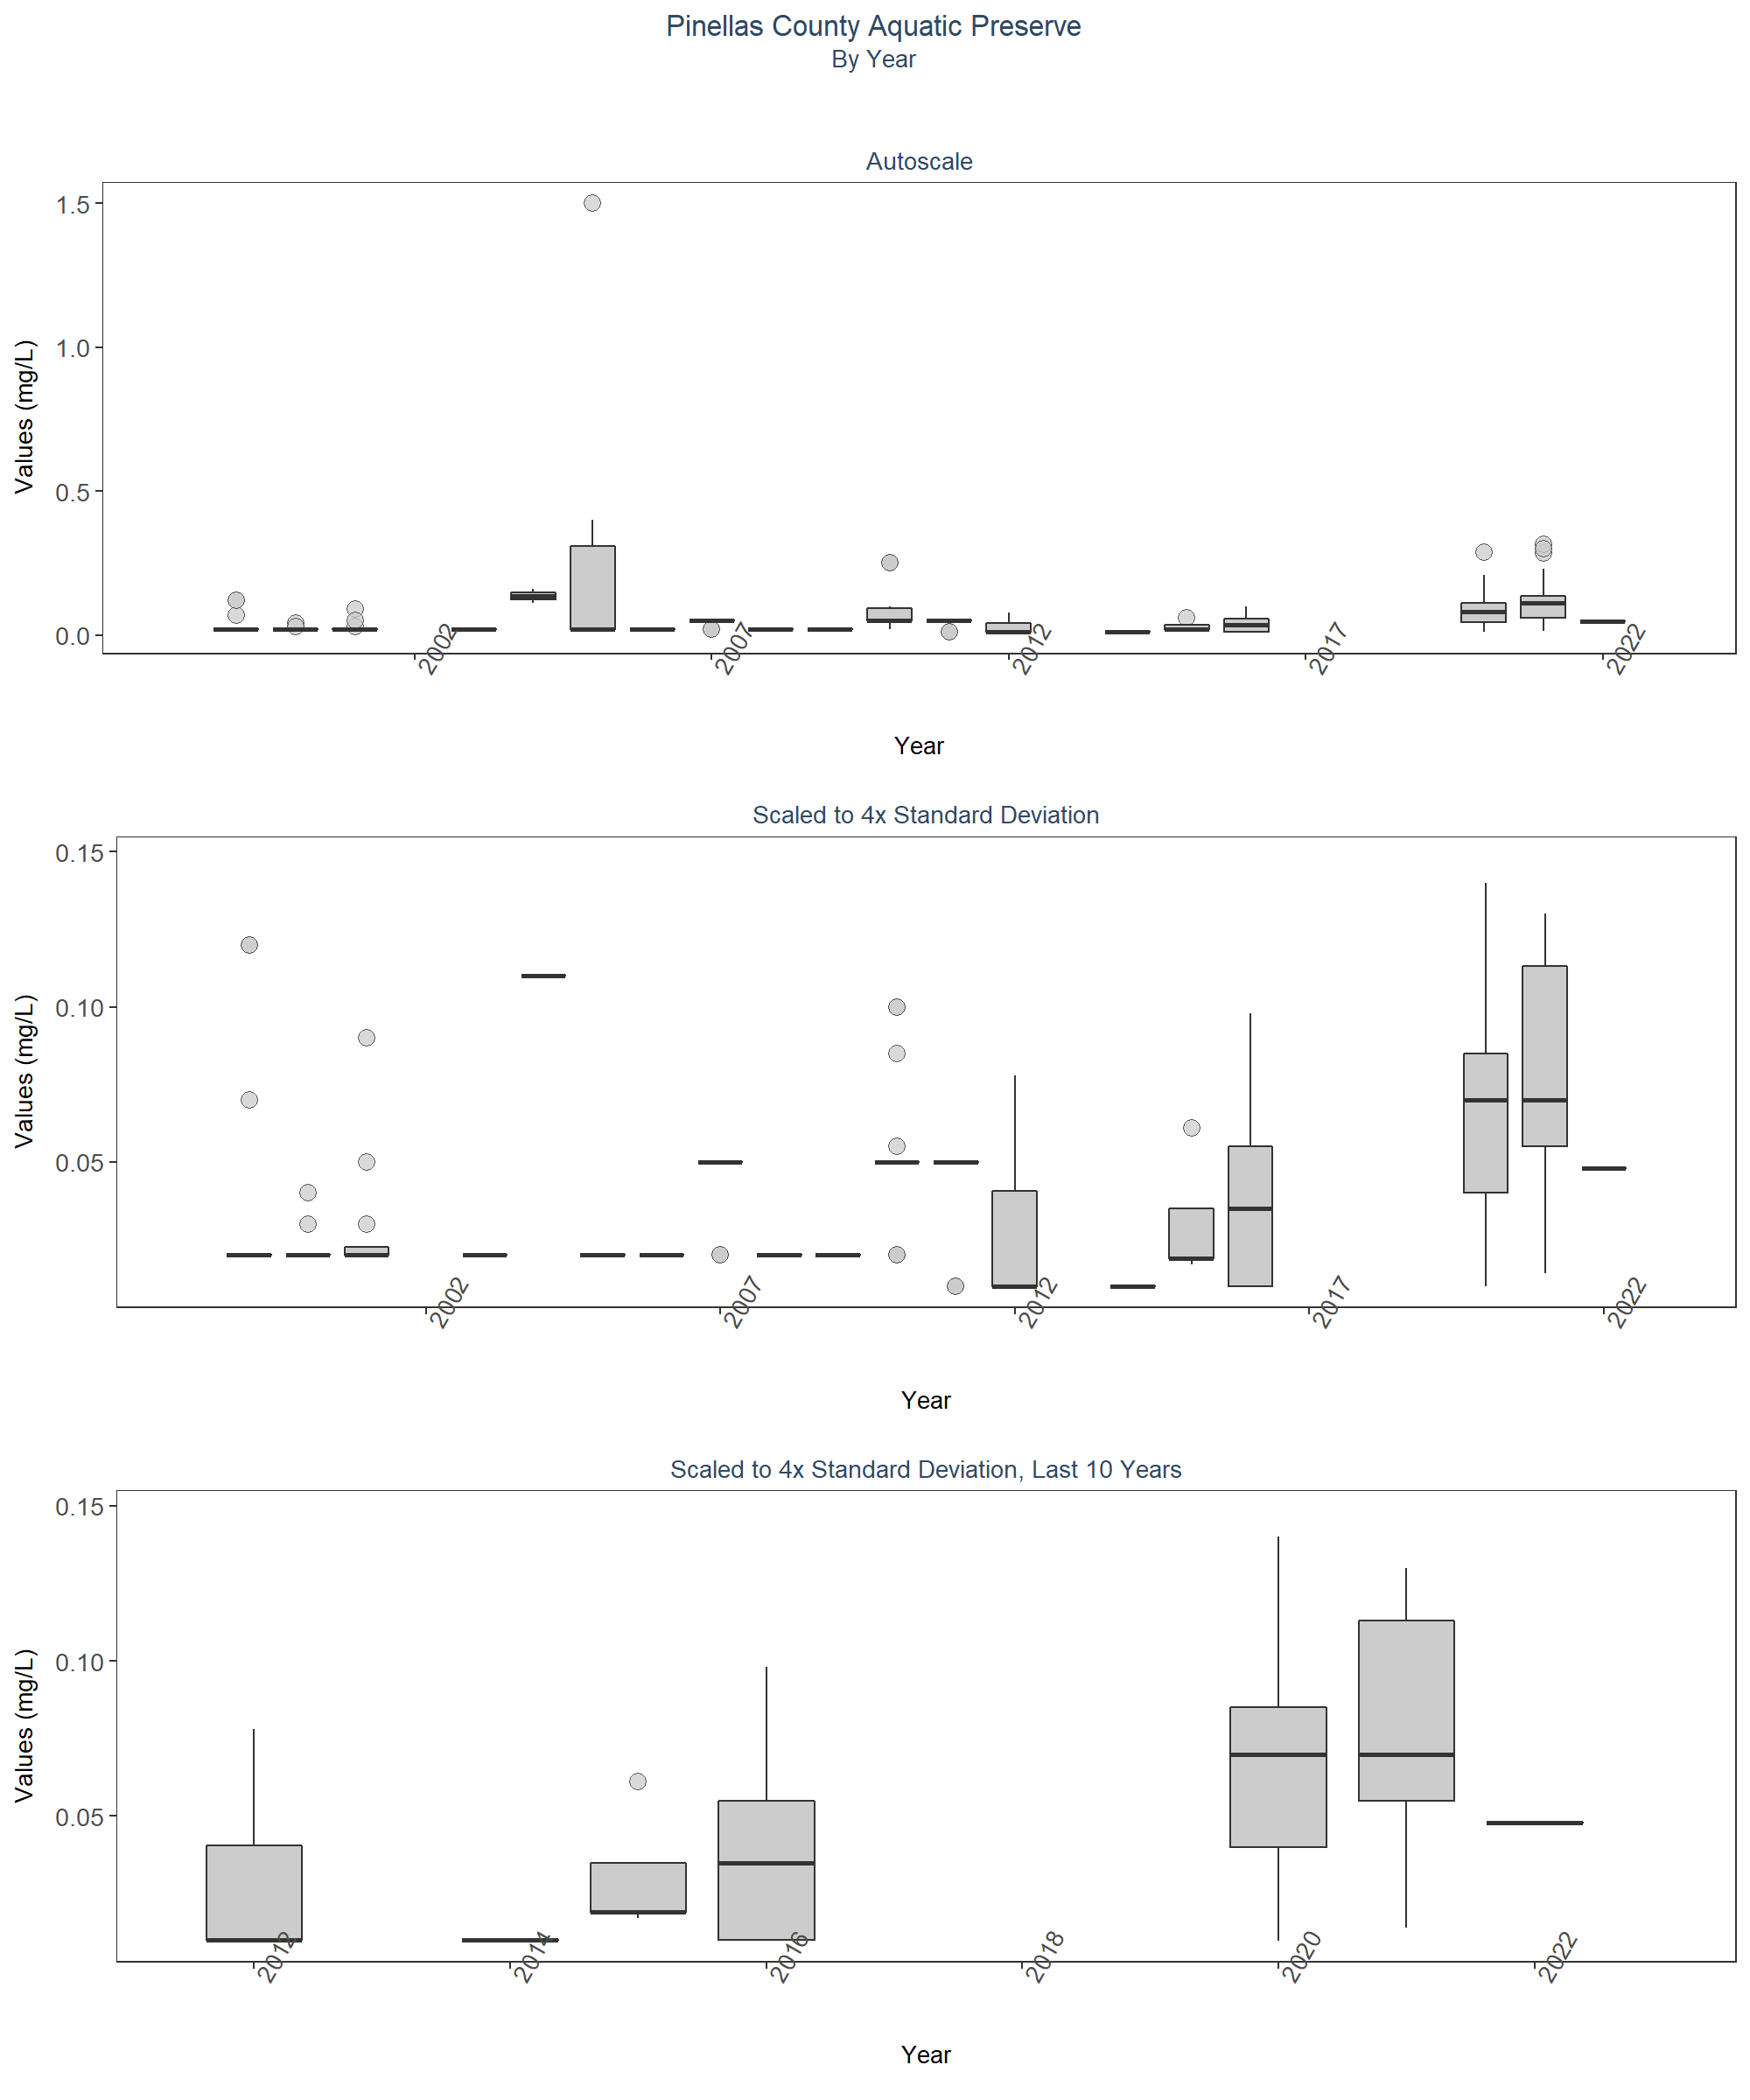 Pinellas County Aquatic Preserve
By Year
Autoscale
Values (mg/L)
1.5
1.0
0.5
0.0
2002
2007
2012
2017
2022
Year
Scaled to 4x Standard Deviation
Values (mg/L)
0.15
0.10
0.05
2002
2007
2012
2017
2022
Year
Scaled to 4x Standard Deviation, Last 10 Years
Values (mg/L)
0.15
0.10
0.05
2012
2014
2016
2018
2020
2022
Year